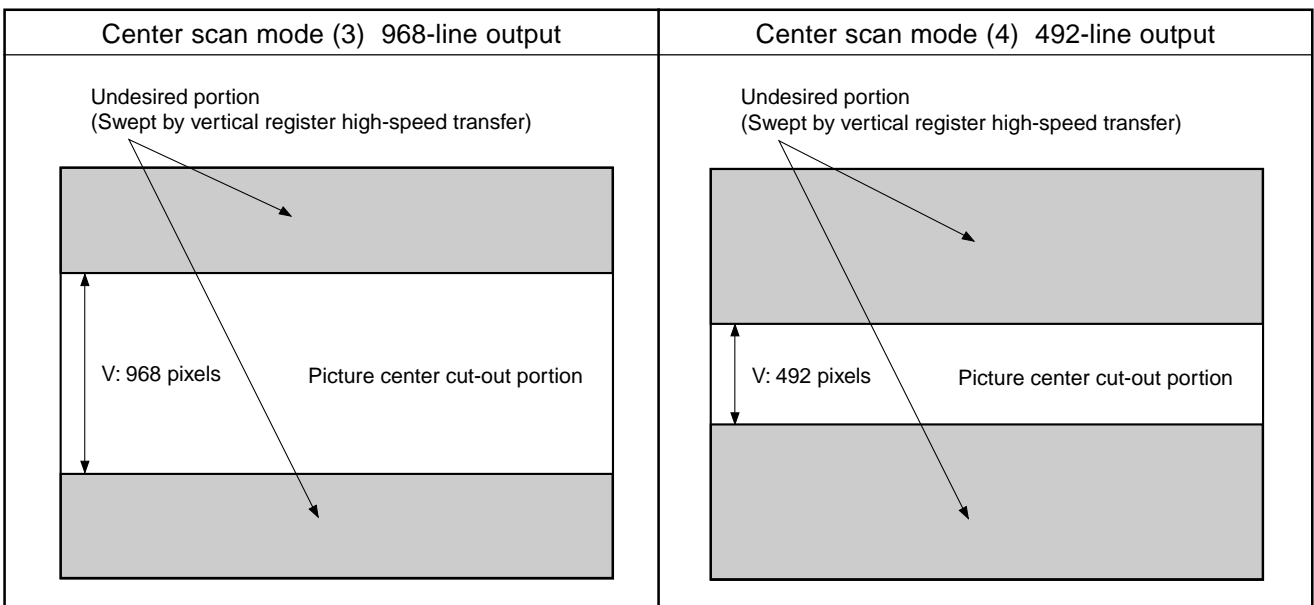 Center scan mode (3)  968-line output
Undesired portion
(Swept by vertical register high-speed transfer)
V: 968 pixels
Picture center cut-out portion
Center scan mode (4)  492-line output
Undesired portion
(Swept by vertical register high-speed transfer)
V: 492 pixels
Picture center cut-out portion